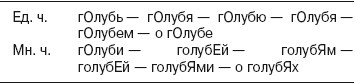 Ед. ч. гОлубь — гОлубя — гОлубю — гОлубя —
гОлубем — о гОлубе
Мн. ч. гОлуби — голубЕй — голубЯм —
голубЕй — голубЯми — о голубЯх